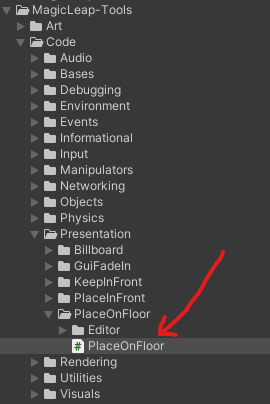 MagicLeap-Tools
Art
Code
Audio
Bases
Debugging
Environment
Events
Informational
Input
Manipulators
Networking
Objects
Physics
Presentation
Billboard
GuiFadeIn
KeepInFront
PlaceInFront
PlaceOnFloor
Editor
# PlaceOnFloor
Rendering
Utilities
Visuals